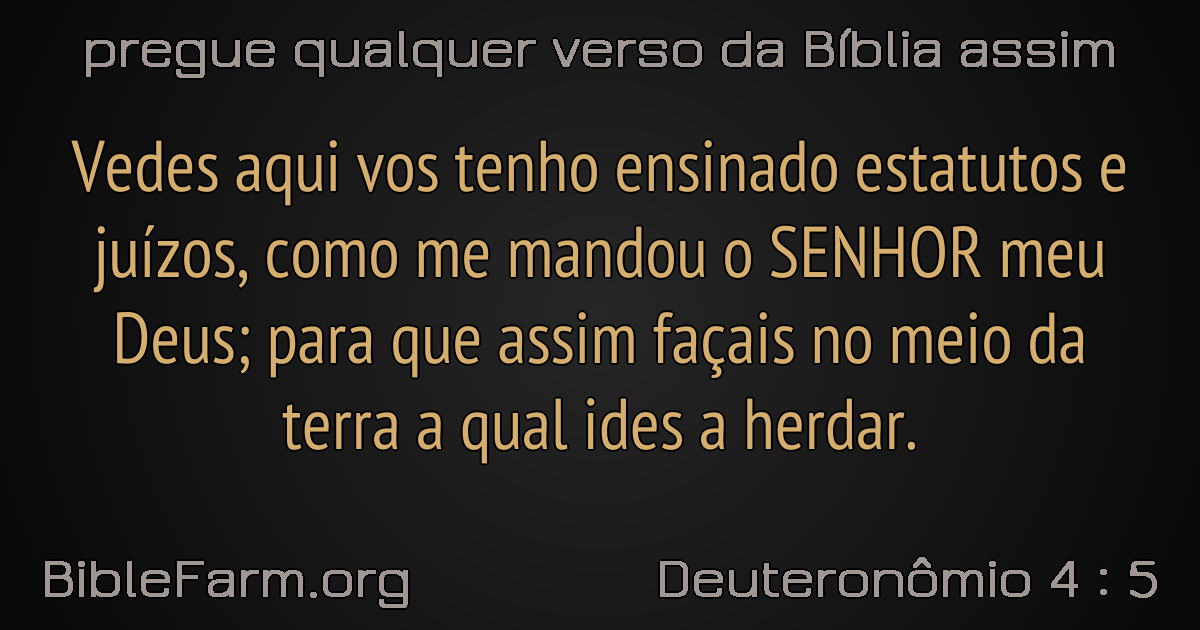 pregue qualquer verso da Bíblia assim
Vedes aqui vos tenho ensinado estatutos e
juízos, como me mandou o SENHOR meu
Deus; para que assim façais no meio da
terra a qual ides a herdar.
BibleFarm.org
Deuteronômio 4 : 5